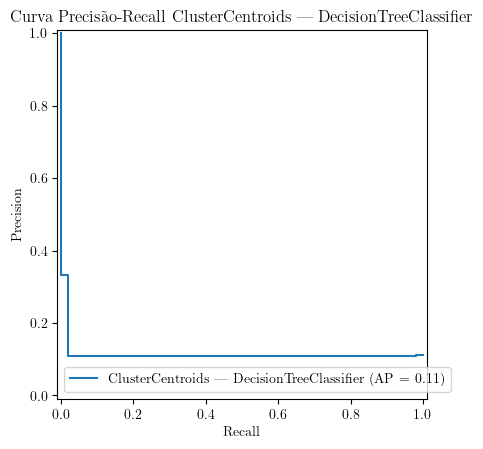 Curva Precisão-Recall ClusterCentroids — DecisionTreeClassifier
1.0
0.8
0.6
0.4
0.2
0.0
Precision
ClusterCentroids — DecisionTreeClassifier (AP = 0.11)
0.0 0.2 0.4 0.6 0.8 1.0
Recall